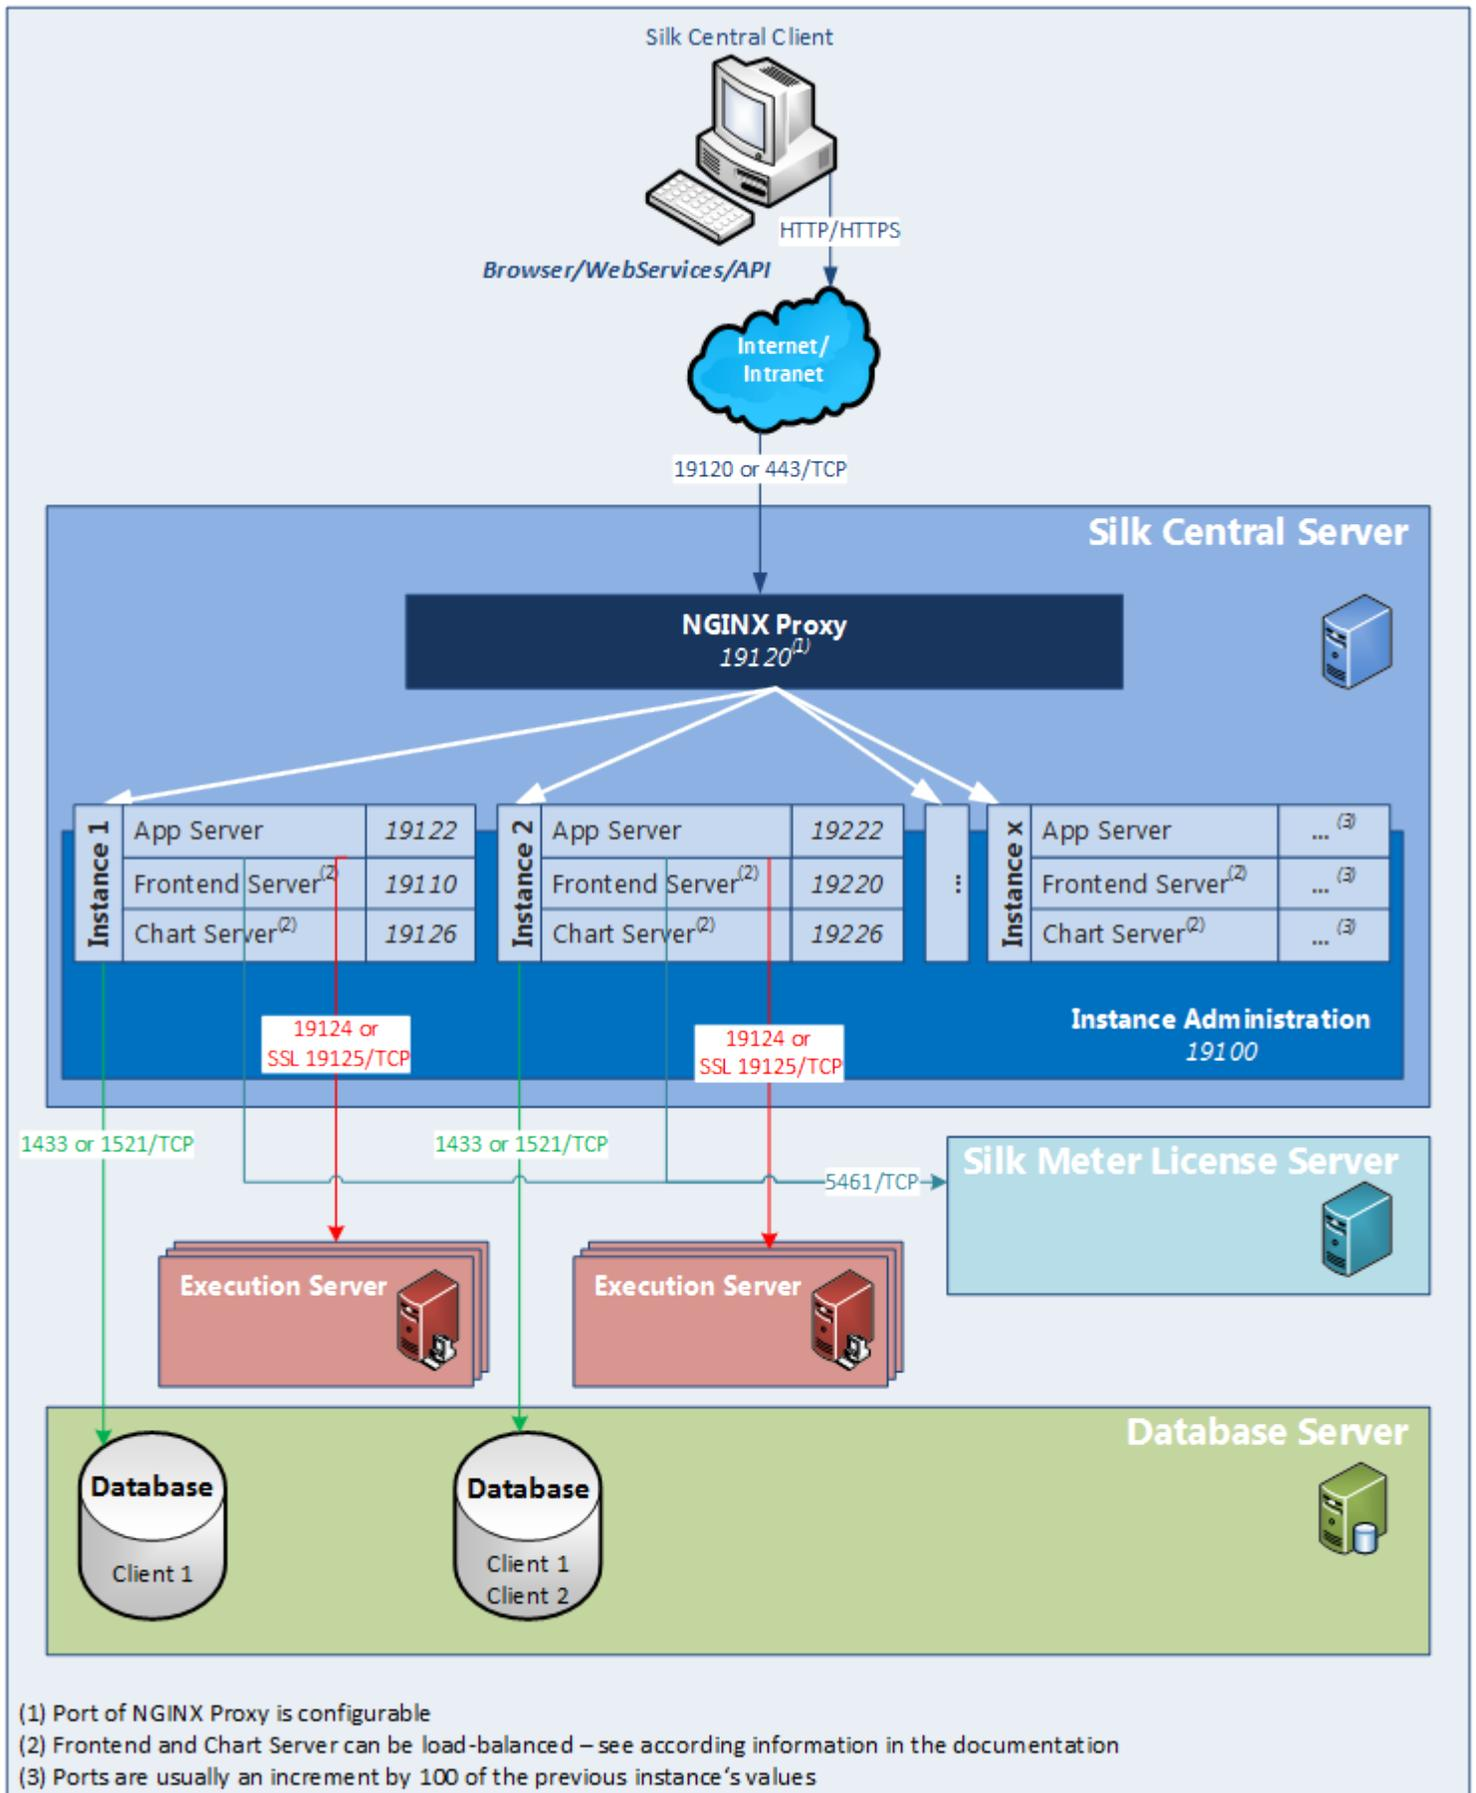 Silk Central Client
HTTP/HTTPS
Browser/WebServices/API
Internet/
Intranet
19120 or 443/TCP
Silk Central Server
NGINX Proxy
19120(1)
Instance 1
App Server 19122
Frontend Server(2) 19110
Chart Server(2) 19126
Instance 2
App Server 19222
Frontend Server(2) 19220
Chart Server(2) 19226
...
Instance x
App Server ... (3)
Frontend Server(2) ... (3)
Chart Server(2) ... (3)
Instance Administration
19100
19124 or
SSL 19125/TCP
19124 or
SSL 19125/TCP
1433 or 1521/TCP
1433 or 1521/TCP
Silk Meter License Server
5461/TCP
Execution Server
Execution Server
Database Server
Database
Client 1
Database
Client 1
Client 2
(1) Port of NGINX Proxy is configurable
(2) Frontend and Chart Server can be load-balanced – see according information in the documentation
(3) Ports are usually an increment by 100 of the previous instance's values